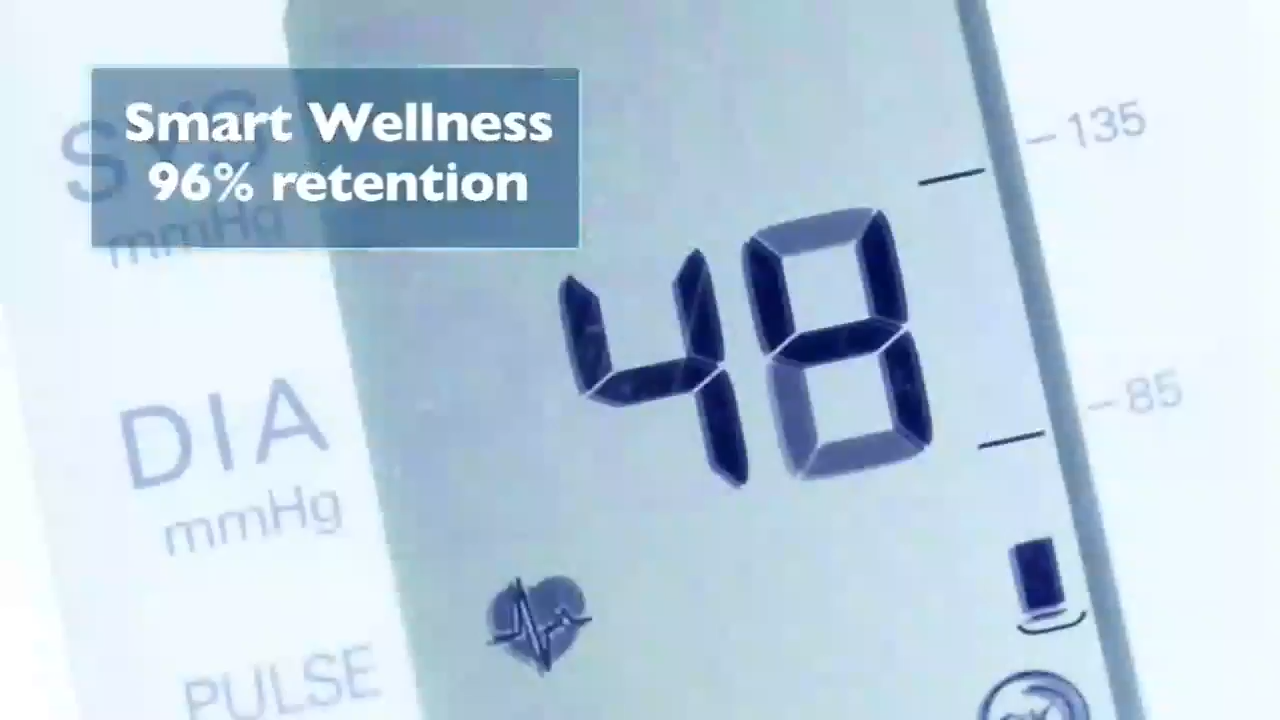 Smart Wellness
96% retention
SYS
mmHg
135
48
85
DIA
mmHg
PULSE